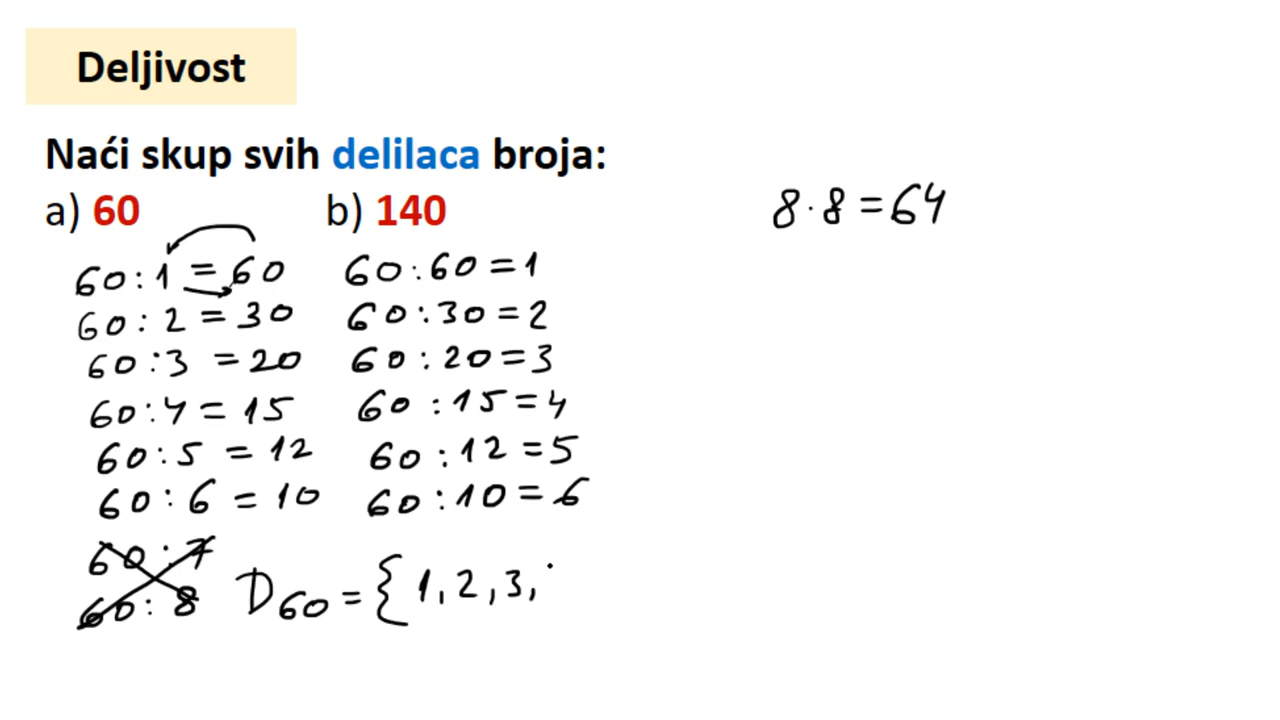 Deljivost
Naći skup svih delilaca broja:
a) 60 b) 140
8·8=64
60:1=60 60:60=1
60:2=30 60:30=2
60:3=20 60:20=3
60:4=15 60:15=4
60:5=12 60:12=5
60:6=10 60:10=6
60:7
60:8 D60={1,2,3,